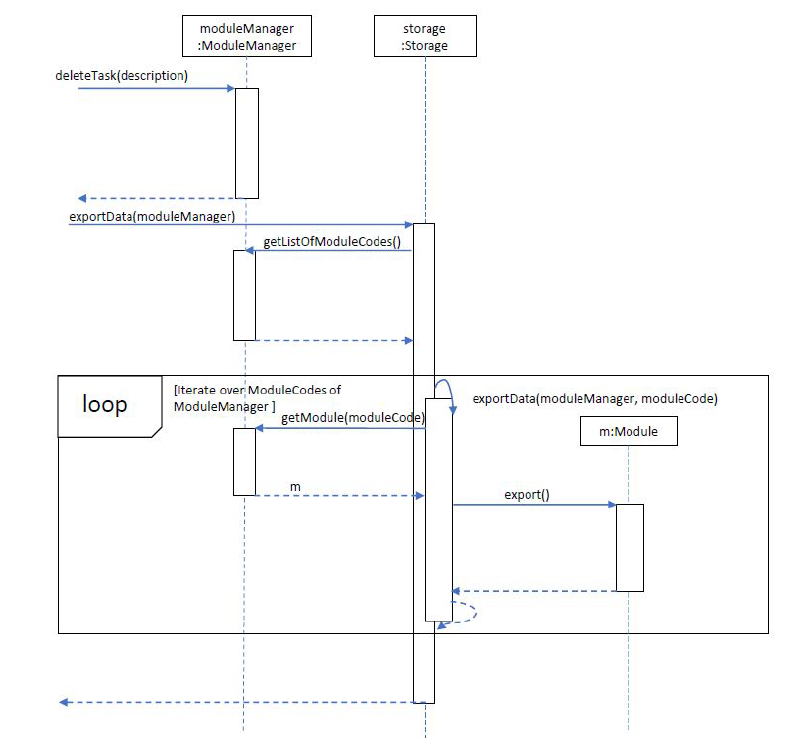 moduleManager
:ModuleManager
storage
:Storage
deleteTask(description)
exportData(moduleManager)
getListOfModuleCodes()
loop
[Iterate over ModuleCodes of
ModuleManager ]
exportData(moduleManager, moduleCode)
getModule(moduleCode)
m:Module
m
export()